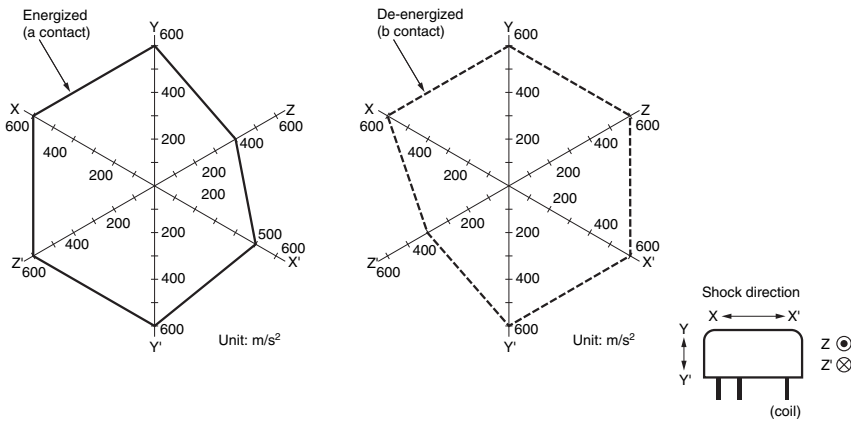 Energized
(a contact)
Y
600
400
200
X
600
400
200
Z
600
400
200
200
500
600
X'
Z'
600
400
200
200
400
600
Y'
Unit: m/s²
De-energized
(b contact)
Y
600
400
200
X
600
400
200
Z
600
400
200
200
400
600
X'
Z'
600
400
200
200
400
600
Y'
Unit: m/s²
Shock direction
X X'
Y
Y'
Z
Z'
(coil)